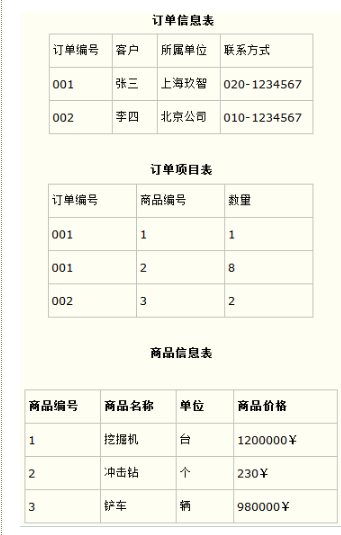 订单信息表
订单编号 客户 所属单位 联系方式
001 张三 上海玖智 020-1234567
002 李四 北京公司 010-1234567
订单项目表
订单编号 商品编号 数量
001 1 1
001 2 8
002 3 2
商品信息表
商品编号 商品名称 单位 商品价格
1 挖掘机 台 1200000￥
2 冲击钻 个 230￥
3 铲车 辆 980000￥